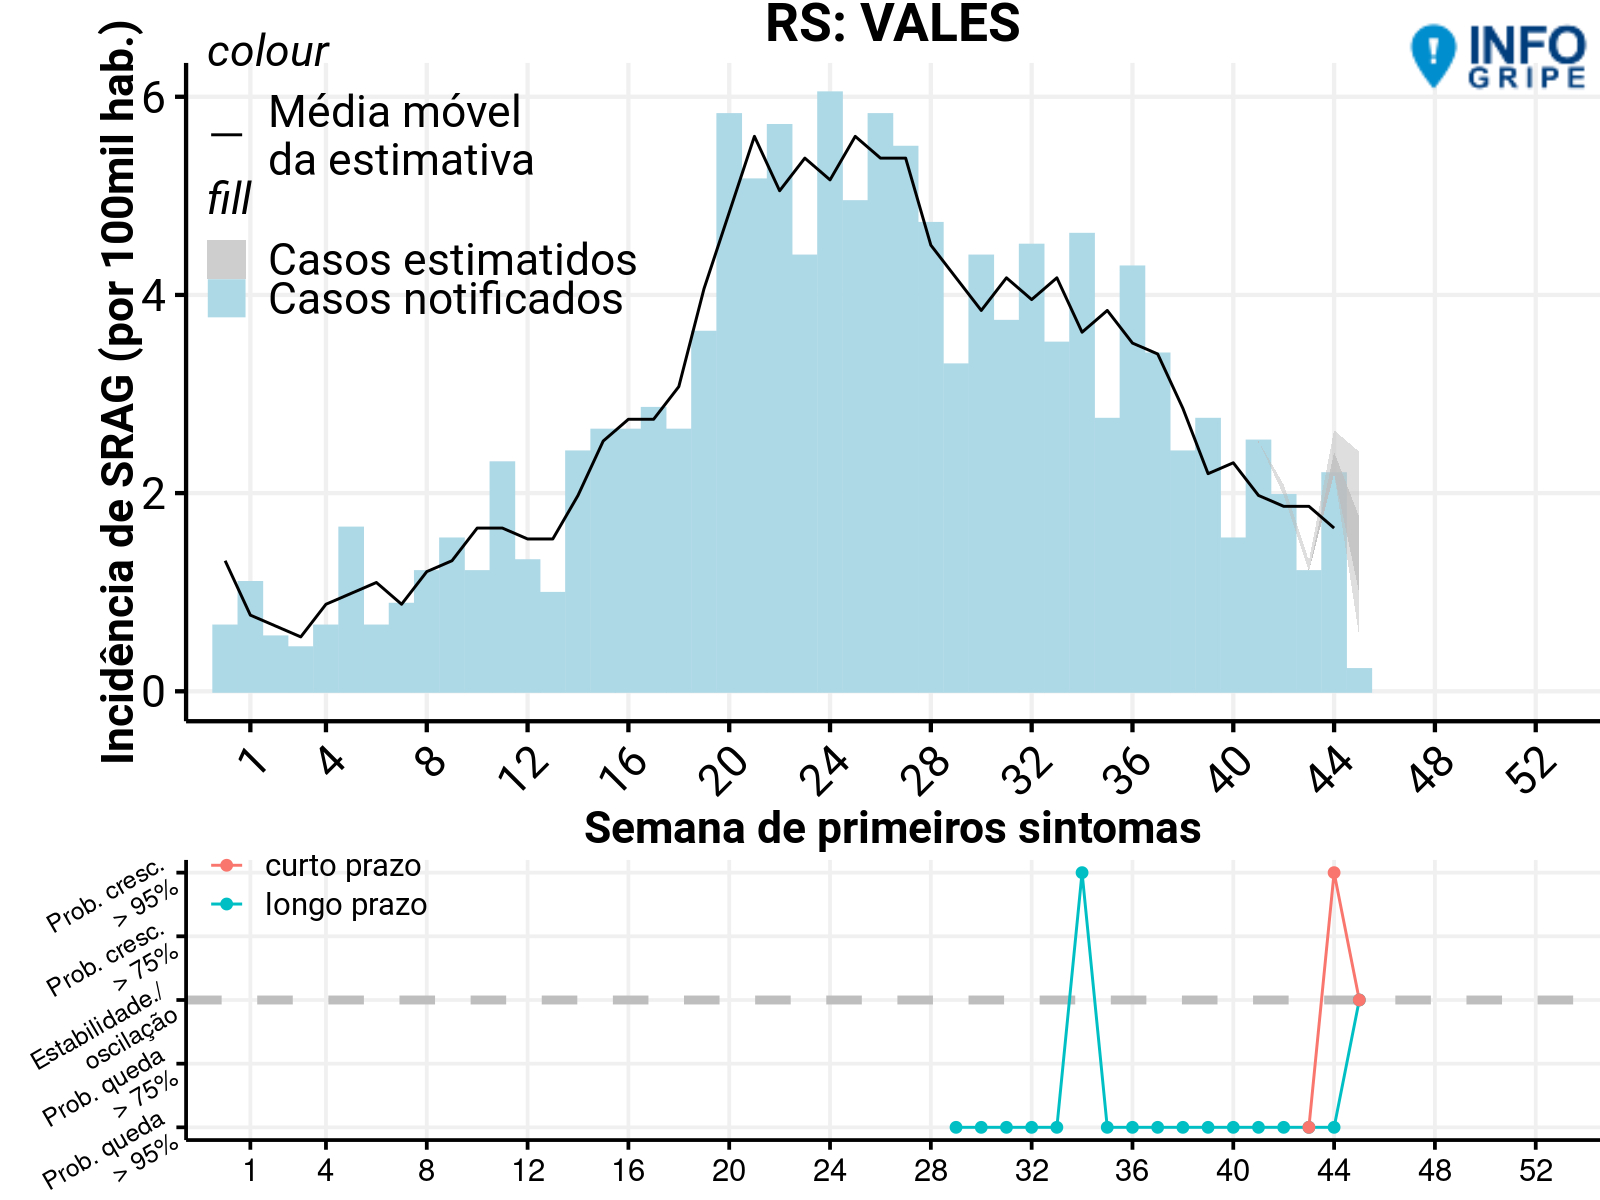 RS: VALES
INFO
GRIPE
Incidência de SRAG (por 100mil hab.)
colour
Média móvel
da estimativa
fill
Casos estimatidos
Casos notificados
6
4
2
0
1 4 8 12 16 20 24 28 32 36 40 44 48 52
Semana de primeiros sintomas
curto prazo
longo prazo
Prob. cresc.
> 95%
Prob. cresc.
> 75%
Estabilidade./
oscilação
Prob. queda
> 75%
Prob. queda
> 95%
1 4 8 12 16 20 24 28 32 36 40 44 48 52